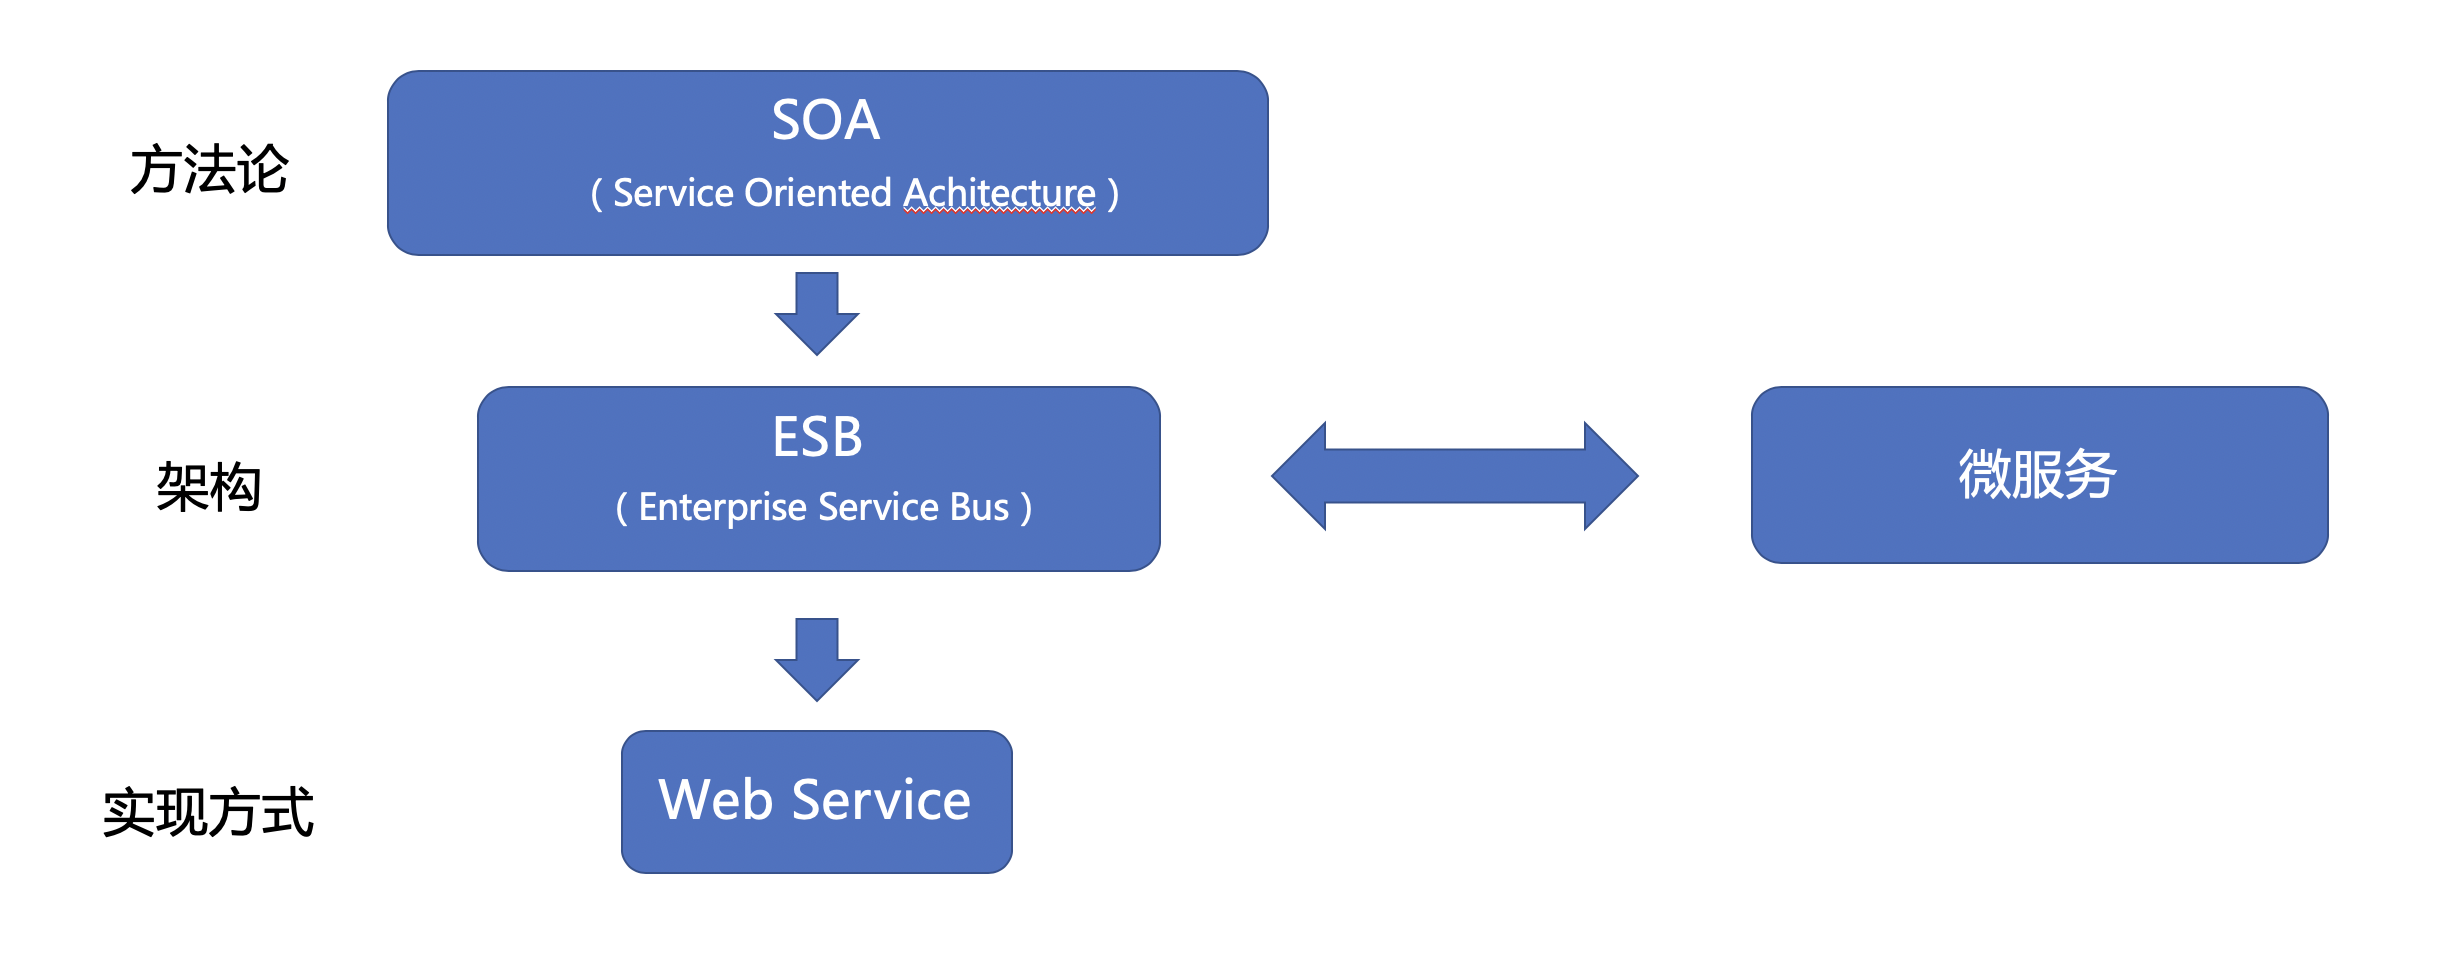 方法论
SOA
（ Service Oriented Achitecture ）
架构
ESB
（ Enterprise Service Bus ）
微服务
实现方式
Web Service